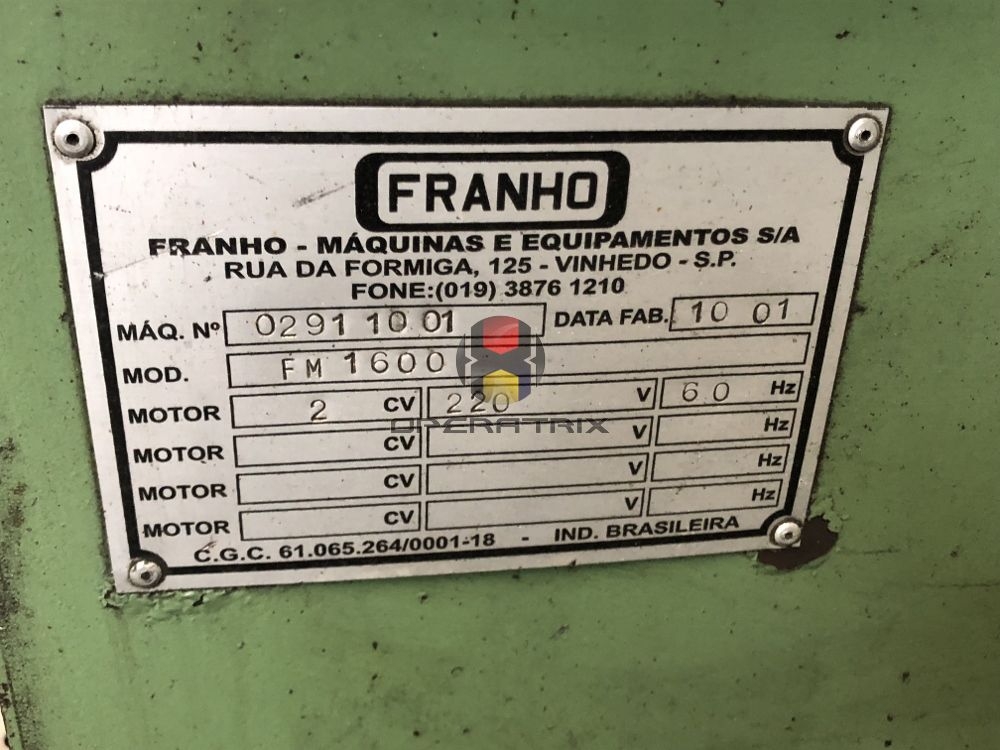 FRANHO
FRANHO - MÁQUINAS E EQUIPAMENTOS S/A
RUA DA FORMIGA, 125 - VINHEDO - S.P.
FONE:(019) 3876 1210
MÁQ. Nº 0291 10 01 DATA FAB. 10 01
MOD. FM 1600
MOTOR 2 CV 220 V 60 Hz
OPERATRIX
MOTOR CV V Hz
MOTOR CV V Hz
MOTOR CV V Hz
C.G.C. 61.065.264/0001-18 - IND. BRASILEIRA